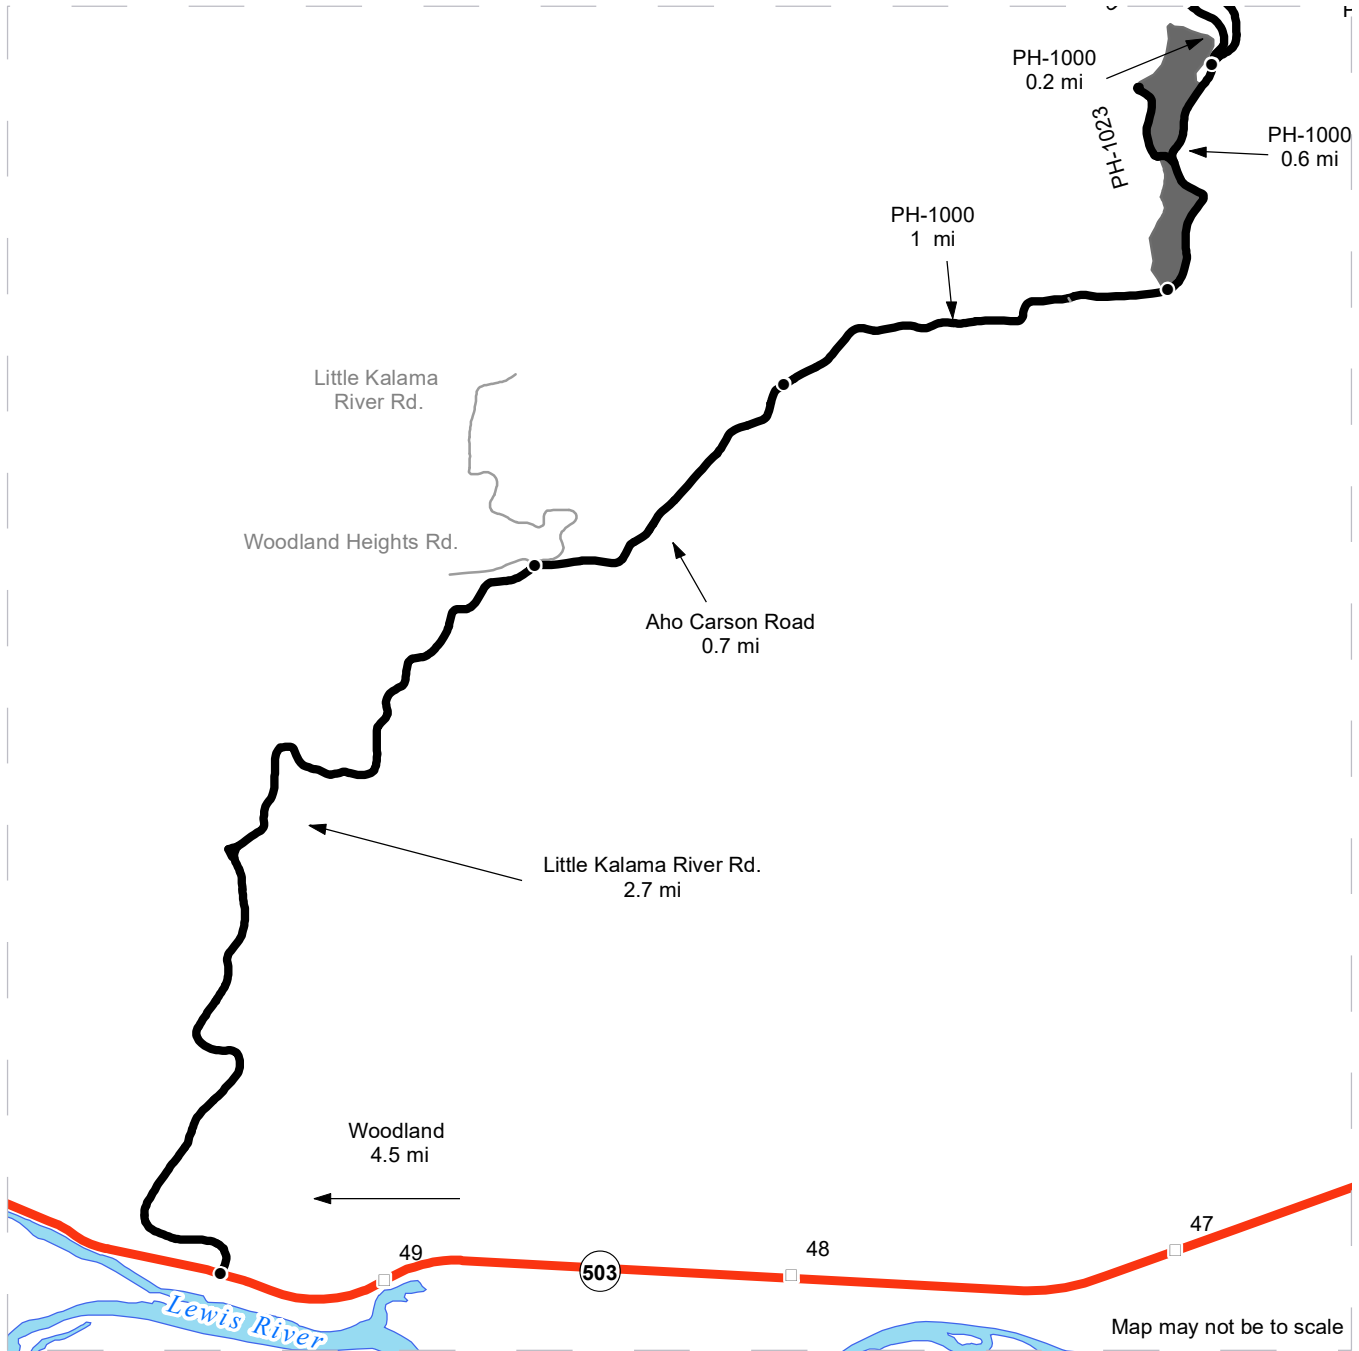 PH-1000
0.2 mi
PH-1023
PH-1000
0.6 mi
PH-1000
1 mi
Little Kalama
River Rd.
Woodland Heights Rd.
Aho Carson Road
0.7 mi
Little Kalama River Rd.
2.7 mi
Woodland
4.5 mi
47
49
48
503
Lewis River
Map may not be to scale